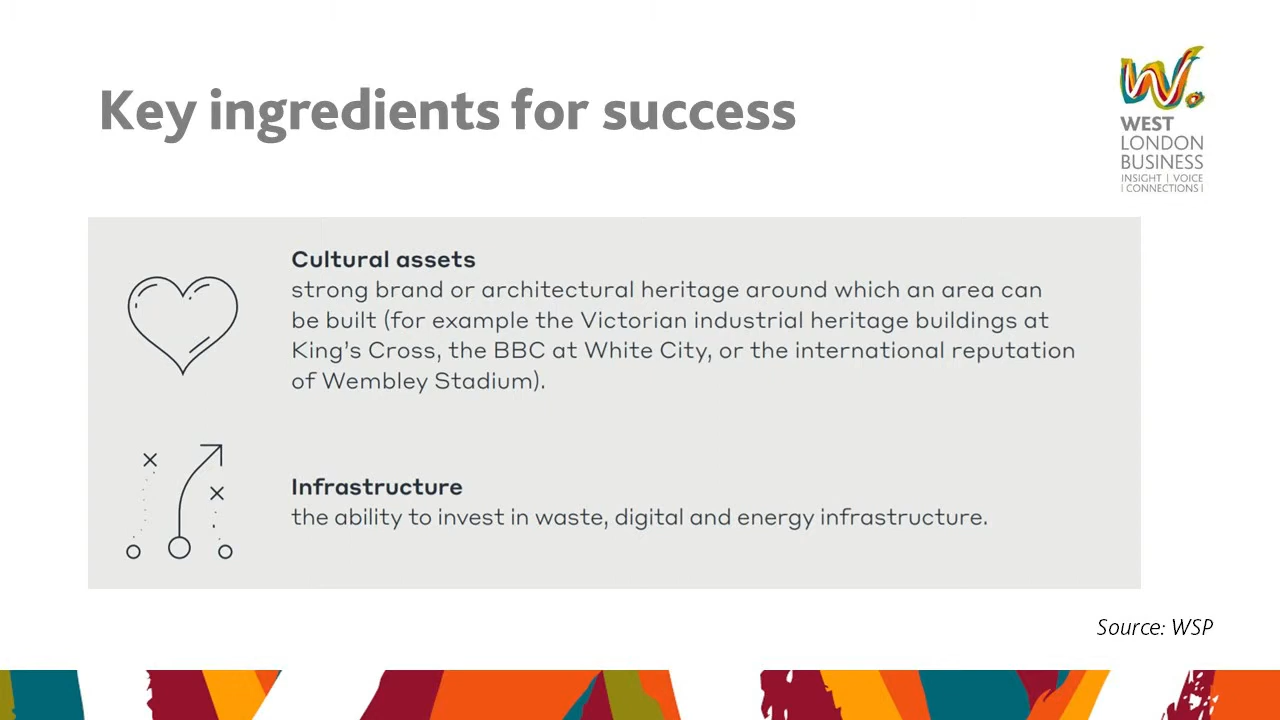 Key ingredients for success
WEST
LONDON
BUSINESS
INSIGHT | VOICE
| CONNECTIONS |
Cultural assets
strong brand or architectural heritage around which an area can
be built (for example the Victorian industrial heritage buildings at
King's Cross, the BBC at White City, or the international reputation
of Wembley Stadium).
Infrastructure
the ability to invest in waste, digital and energy infrastructure.
Source: WSP